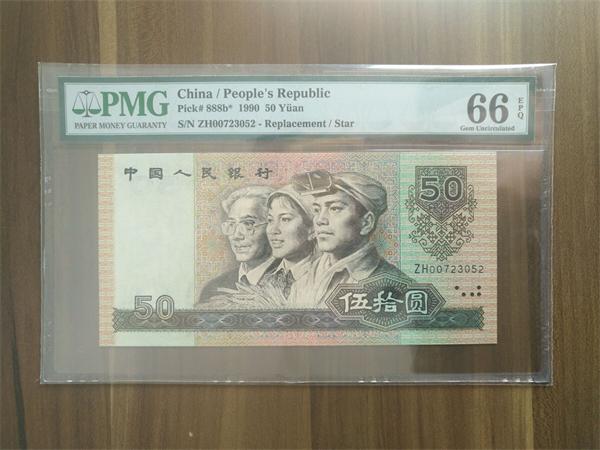 PMG
PAPER MONEY GUARANTY
China / People's Republic
Pick# 888b* 1990 50 Yüan
S/N ZH00723052 - Replacement / Star
66 EPQ
Gem Uncirculated
中国人民银行
50
ZH00723052
50
伍拾圆